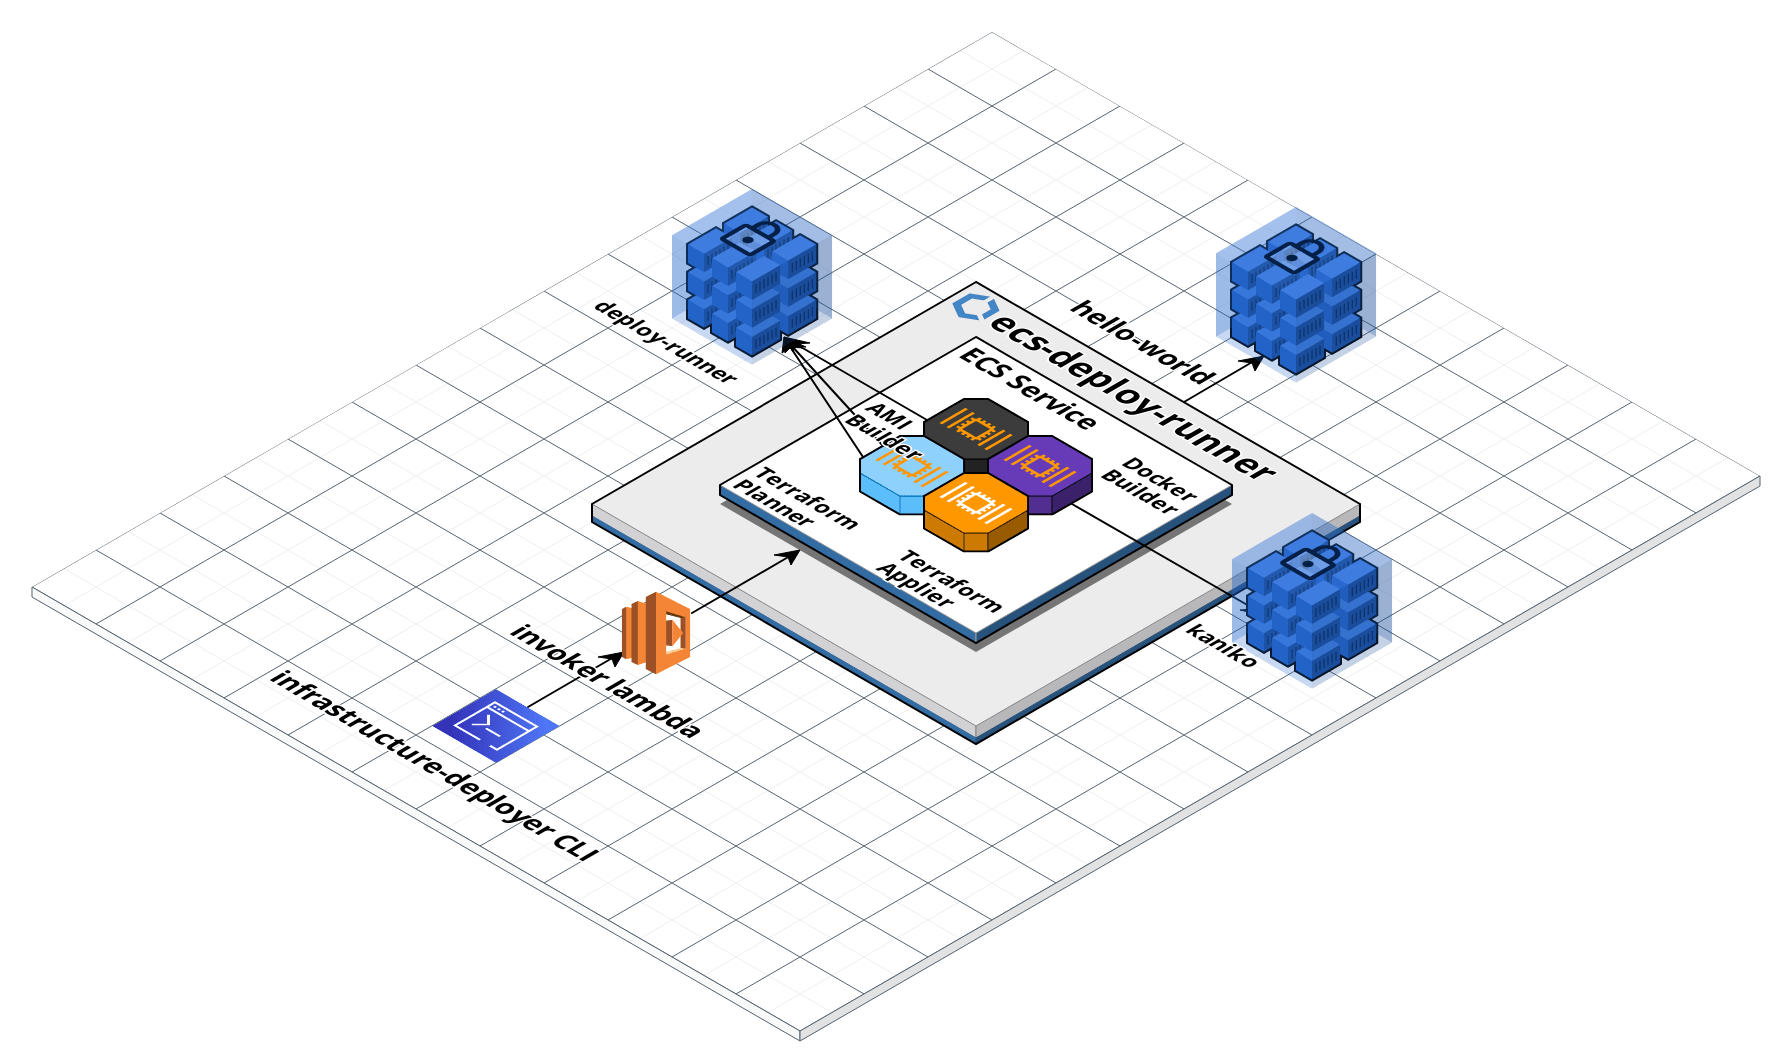 deploy-runner
hello-world
ecs-deploy-runner
ECS Service
AMI
Builder
Docker
Builder
Terraform
Planner
Terraform
Applier
kaniko
invoker lambda
infrastructure-deployer CLI